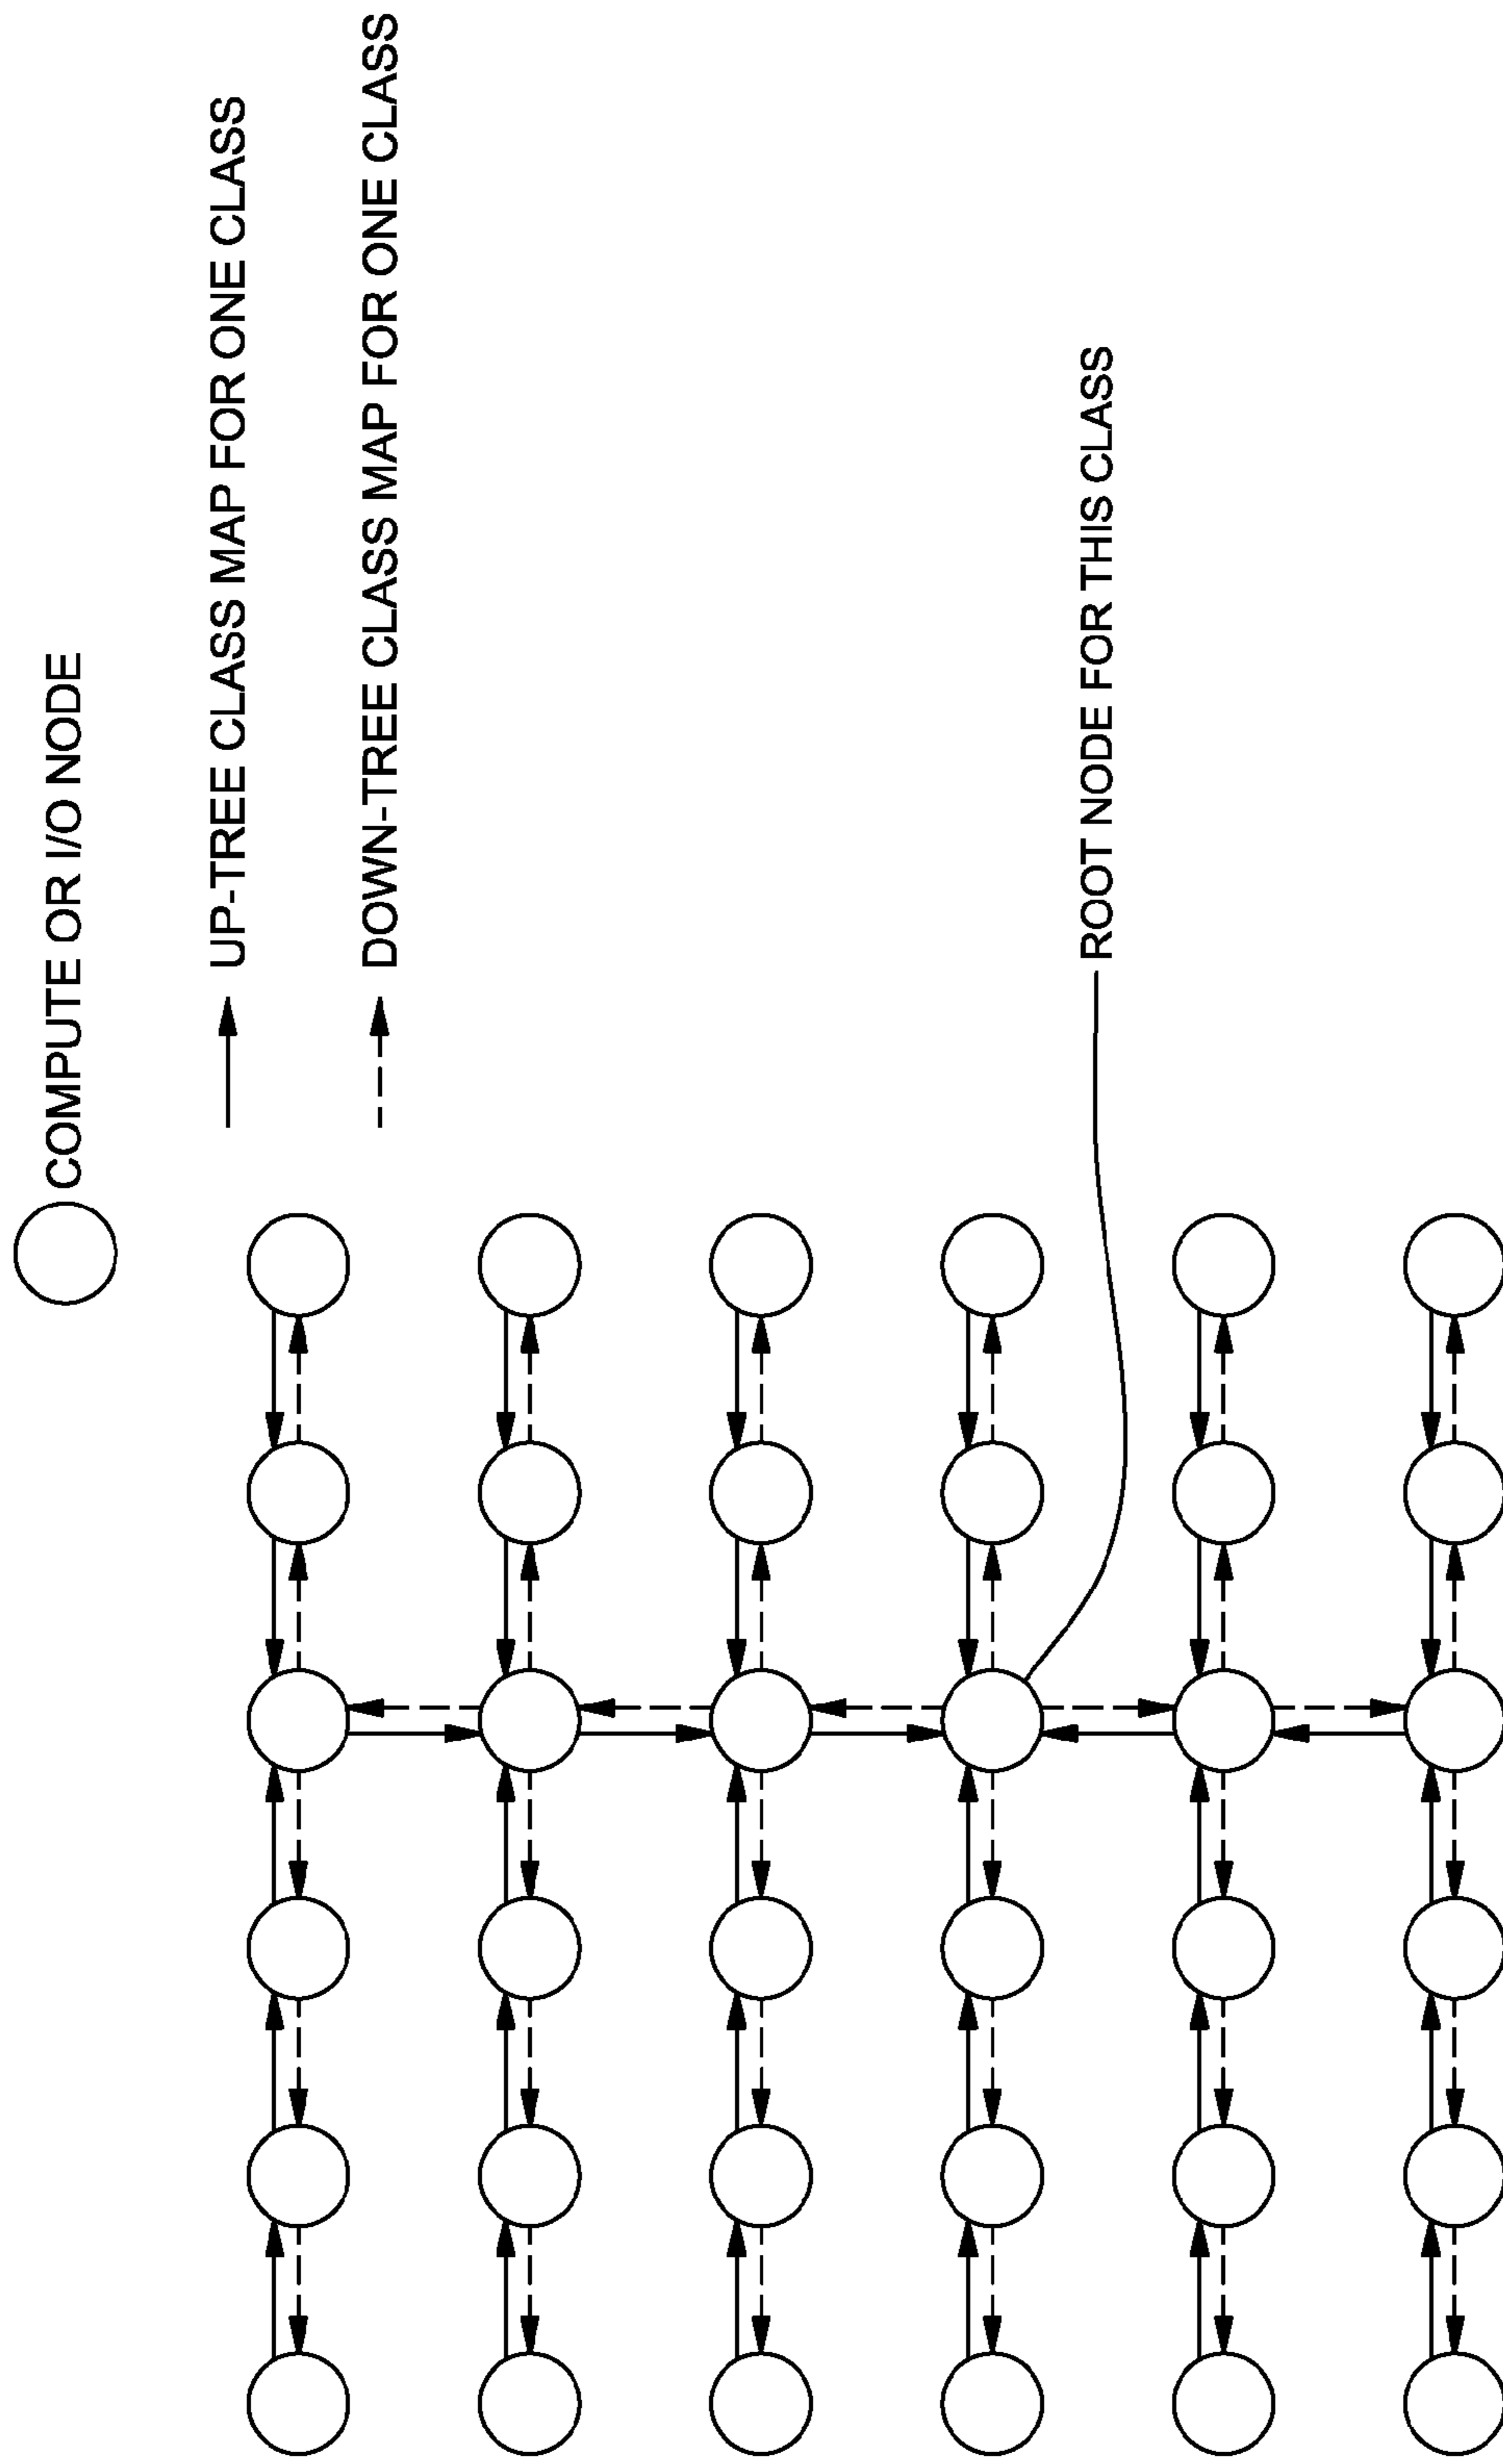 COMPUTE OR I/O NODE
UP-TREE CLASS MAP FOR ONE CLASS
DOWN-TREE CLASS MAP FOR ONE CLASS
ROOT NODE FOR THIS CLASS